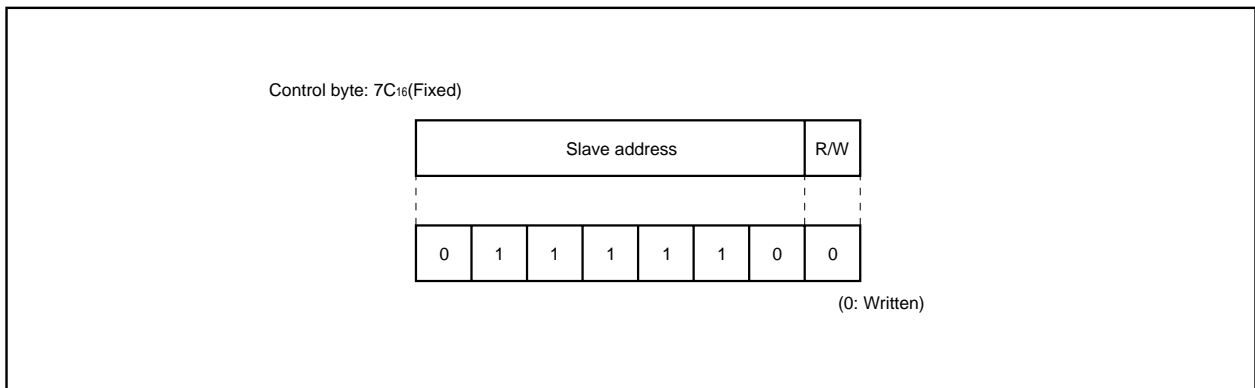 Control byte: 7C16(Fixed)
Slave address R/W
0 1 1 1 1 1 0 0
(0: Written)